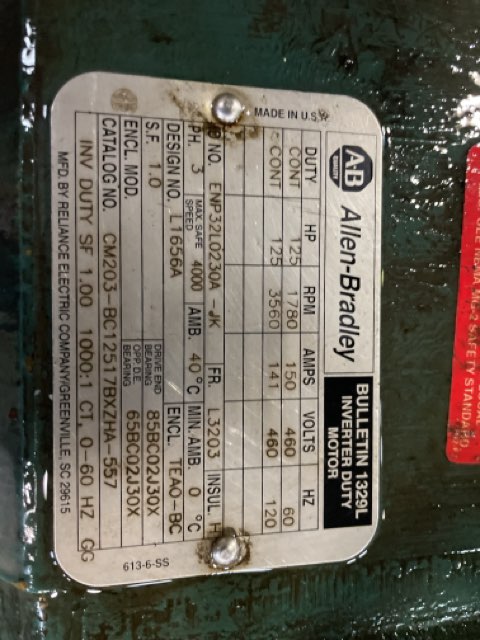 MADE IN U.S.A
A-B
QUALITY
Allen-Bradley
BULLETIN 1329L
INVERTER DUTY
MOTOR
DUTY HP RPM AMPS VOLTS HZ
CONT 125 1780 150 460 60
CONT 125 3560 141 460 120
NO. ENP32L0230A-JK FR. L3203 INSUL. H
PH. 3 MAX. SAFE SPEED 4000 AMB. 40 °C MIN. AMB. 0 °C
DESIGN NO. L1656A ENCL. TEAO-BC
S.F. 1.0 DRIVE END BEARING 85BC02J30X
ENCL. MOD. OPP. D.E. BEARING 65BC02J30X
CATALOG NO. CM203-BC12517BXZHA-557
INV DUTY SF 1.00 1000:1 CT, 0-60 HZ GG
MFD. BY RELIANCE ELECTRIC COMPANY/GREENVILLE, SC 29615
613-6-SS
SAFETY STANDARD